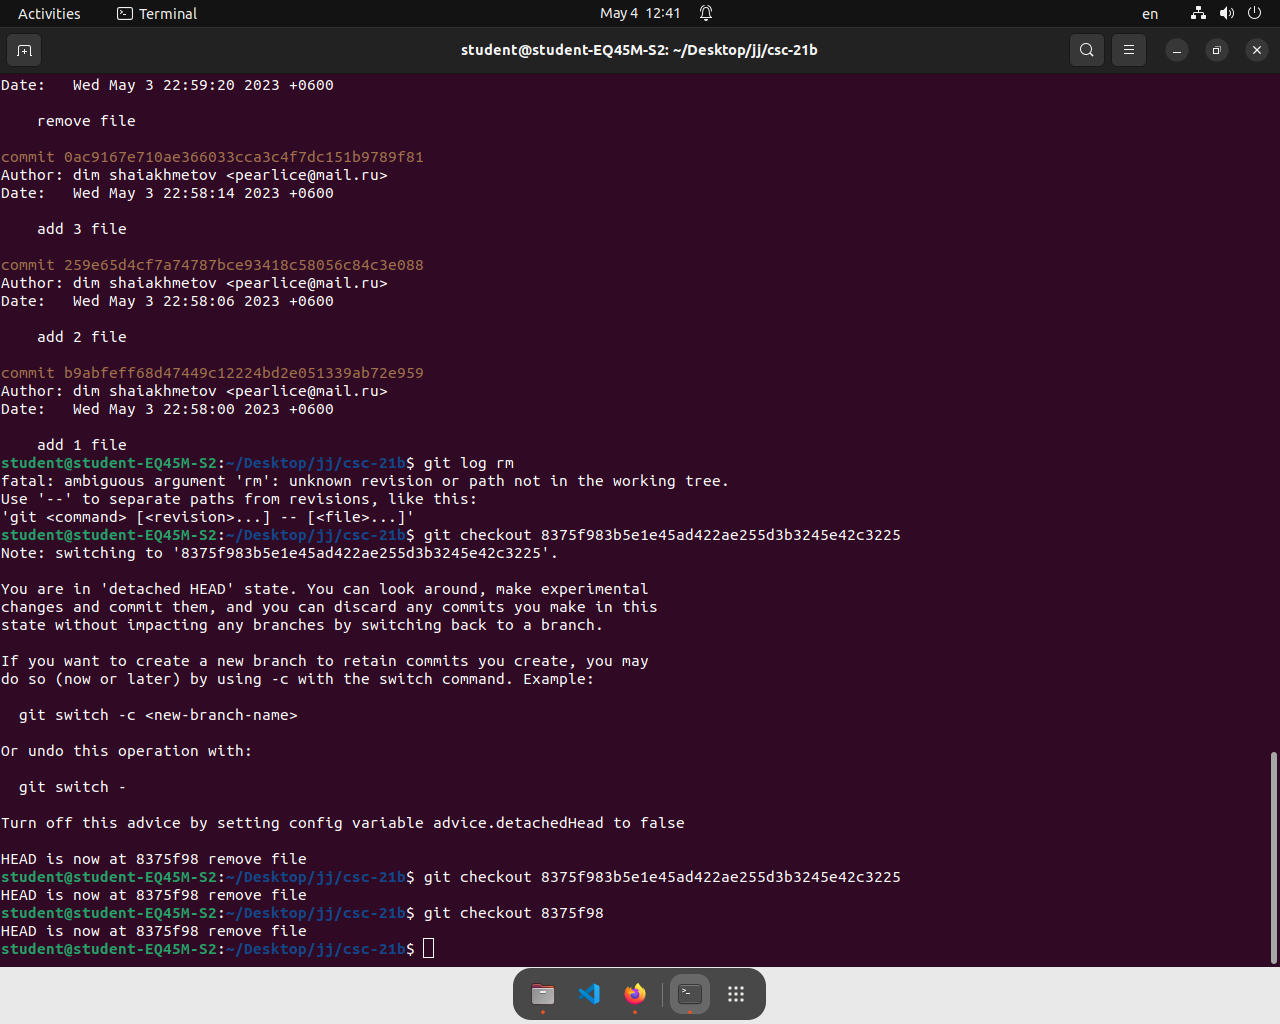 Activities
Terminal
May 4 12:41
en
student@student-EQ45M-S2: ~/Desktop/jj/csc-21b
Date:   Wed May 3 22:59:20 2023 +0600
    remove file
commit 0ac9167e710ae366033cca3c4f7dc151b9789f81
Author: dim shaiakhmetov <pearlice@mail.ru>
Date:   Wed May 3 22:58:14 2023 +0600
    add 3 file
commit 259e65d4cf7a74787bce93418c58056c84c3e088
Author: dim shaiakhmetov <pearlice@mail.ru>
Date:   Wed May 3 22:58:06 2023 +0600
    add 2 file
commit b9abfeff68d47449c12224bd2e051339ab72e959
Author: dim shaiakhmetov <pearlice@mail.ru>
Date:   Wed May 3 22:58:00 2023 +0600
    add 1 file
student@student-EQ45M-S2:~/Desktop/jj/csc-21b$ git log rm
fatal: ambiguous argument 'rm': unknown revision or path not in the working tree.
Use '--' to separate paths from revisions, like this:
'git <command> [<revision>...] -- [<file>...]'
student@student-EQ45M-S2:~/Desktop/jj/csc-21b$ git checkout 8375f983b5e1e45ad422ae255d3b3245e42c3225
Note: switching to '8375f983b5e1e45ad422ae255d3b3245e42c3225'.
You are in 'detached HEAD' state. You can look around, make experimental
changes and commit them, and you can discard any commits you make in this
state without impacting any branches by switching back to a branch.
If you want to create a new branch to retain commits you create, you may
do so (now or later) by using -c with the switch command. Example:
  git switch -c <new-branch-name>
Or undo this operation with:
  git switch -
Turn off this advice by setting config variable advice.detachedHead to false
HEAD is now at 8375f98 remove file
student@student-EQ45M-S2:~/Desktop/jj/csc-21b$ git checkout 8375f983b5e1e45ad422ae255d3b3245e42c3225
HEAD is now at 8375f98 remove file
student@student-EQ45M-S2:~/Desktop/jj/csc-21b$ git checkout 8375f98
HEAD is now at 8375f98 remove file
student@student-EQ45M-S2:~/Desktop/jj/csc-21b$